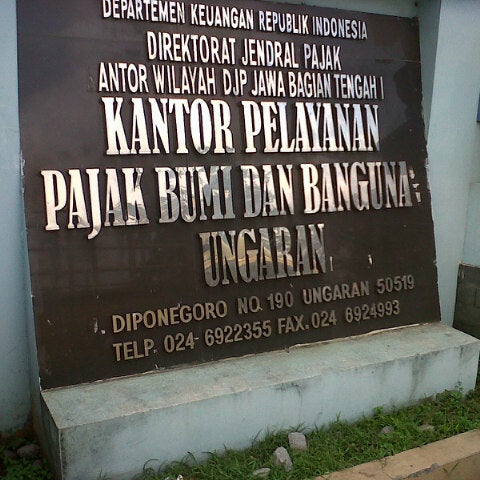 DEPARTEMEN KEUANGAN REPUBLIK INDONESIA
DIREKTORAT JENDRAL PAJAK
ANTOR WILAYAH DJP JAWA BAGIAN TENGAH I
KANTOR PELAYANAN
PAJAK BUMI DAN BANGUNA
UNGARAN
. DIPONEGORO NO. 190 UNGARAN 50519
TELP. 024- 6922355 FAX. 024 6924993